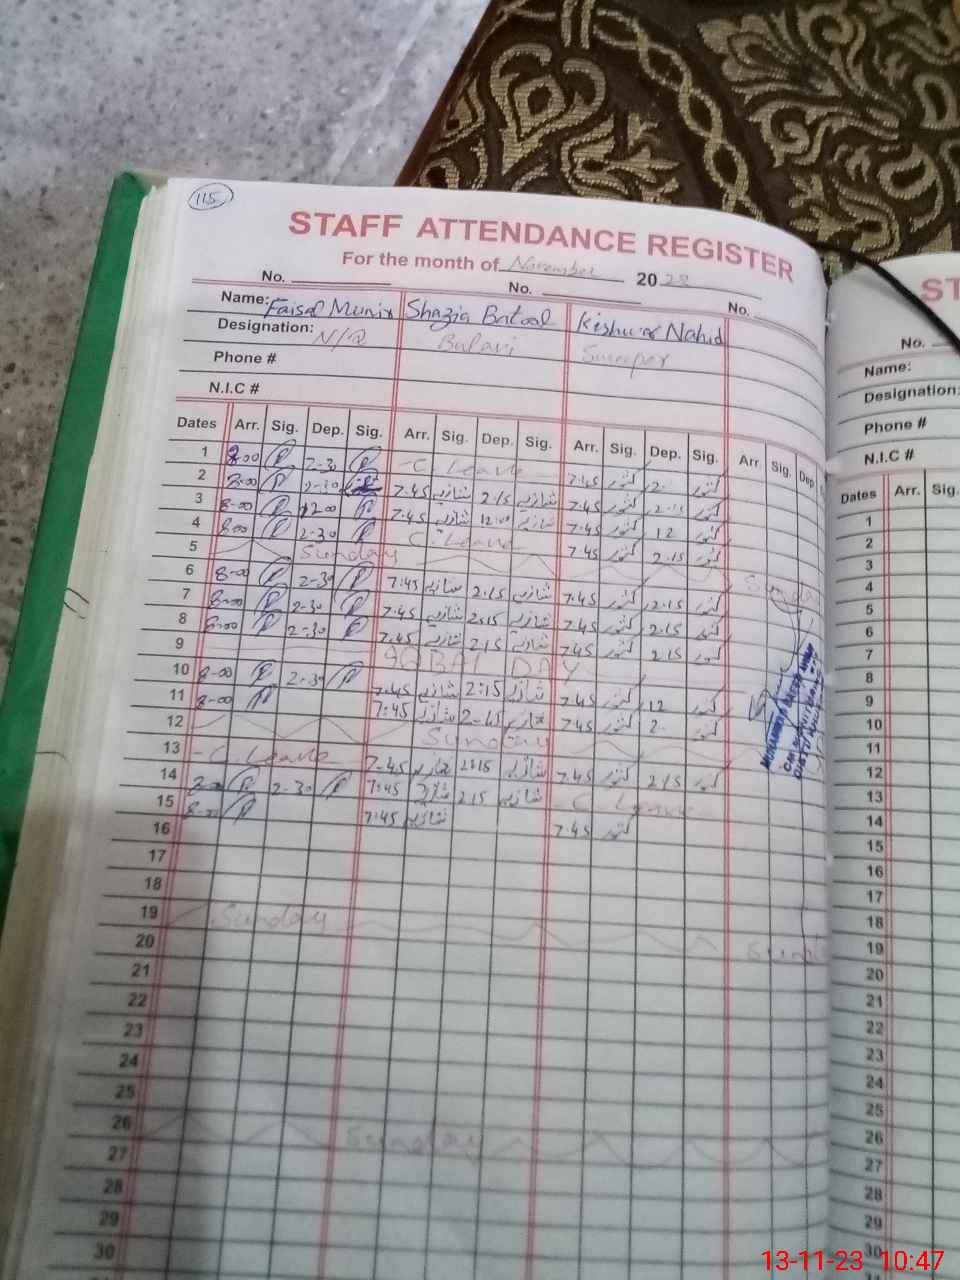 115
STAFF ATTENDANCE REGISTER
For the month of November 20
No. No. No.
Name: Faisal Munir Shazia Batool Kishwar Nahid
Designation: N/Q
Phone #
N.I.C #
Dates Arr. Sig. Dep. Sig. Arr. Sig. Dep. Sig. Arr. Sig. Dep. Sig. Arr. Sig. Dep.
1 8-00 2-30 C. Leave 7.45 کشور 2. کشور
2 8-00 2-30 7.45 شازیہ 2.15 شازیہ 7.45 کشور 2.15 کشور
3 8-00 12-00 7.45 شازیہ 12.00 شازیہ 7.45 کشور 12 کشور
4 8-00 2-30 C. Leave 7.45 کشور 2.15 کشور
5 Sunday
6 8-00 2-30 7:45 شازیہ 2.15 شازیہ 7.45 کشور 2.15 کشور
7 8-00 2-30 7.45 شازیہ 2.15 شازیہ 7.45 کشور 2.15 کشور
8 8-00 2-30 7.45 شازیہ 2.15 شازیہ 7.45 کشور 2.15 کشور
9 IQBAL DAY
10 8-00 2-30 7.45 شازیہ 2:15 شازیہ 7.45 کشور 12 کشور
11 8-00 7:45 شازیہ شازیہ 7.45 کشور 2. کشور
12 Sunday
13 C. Leave 7.45 شازیہ 2:15 شازیہ 7.45 کشور 2.15 کشور
14 2-30 7:45 شازیہ 2.15 شازیہ C. Leave
15 8-00 7:45 شازیہ 7.45 کشور
16
17
18
19 Sunday
20
21
22
23
24
25
26 Sunday
27
28
29
30
ST
No.
Name:
Designation:
Phone #
N.I.C #
Dates Arr. Sig.
1
2
3
4
5
6
7
8
9
10
11
12
13
14
15
16
17
18
19
20
21
22
23
24
25
26
27
28
29
30
13-11-23 10:47